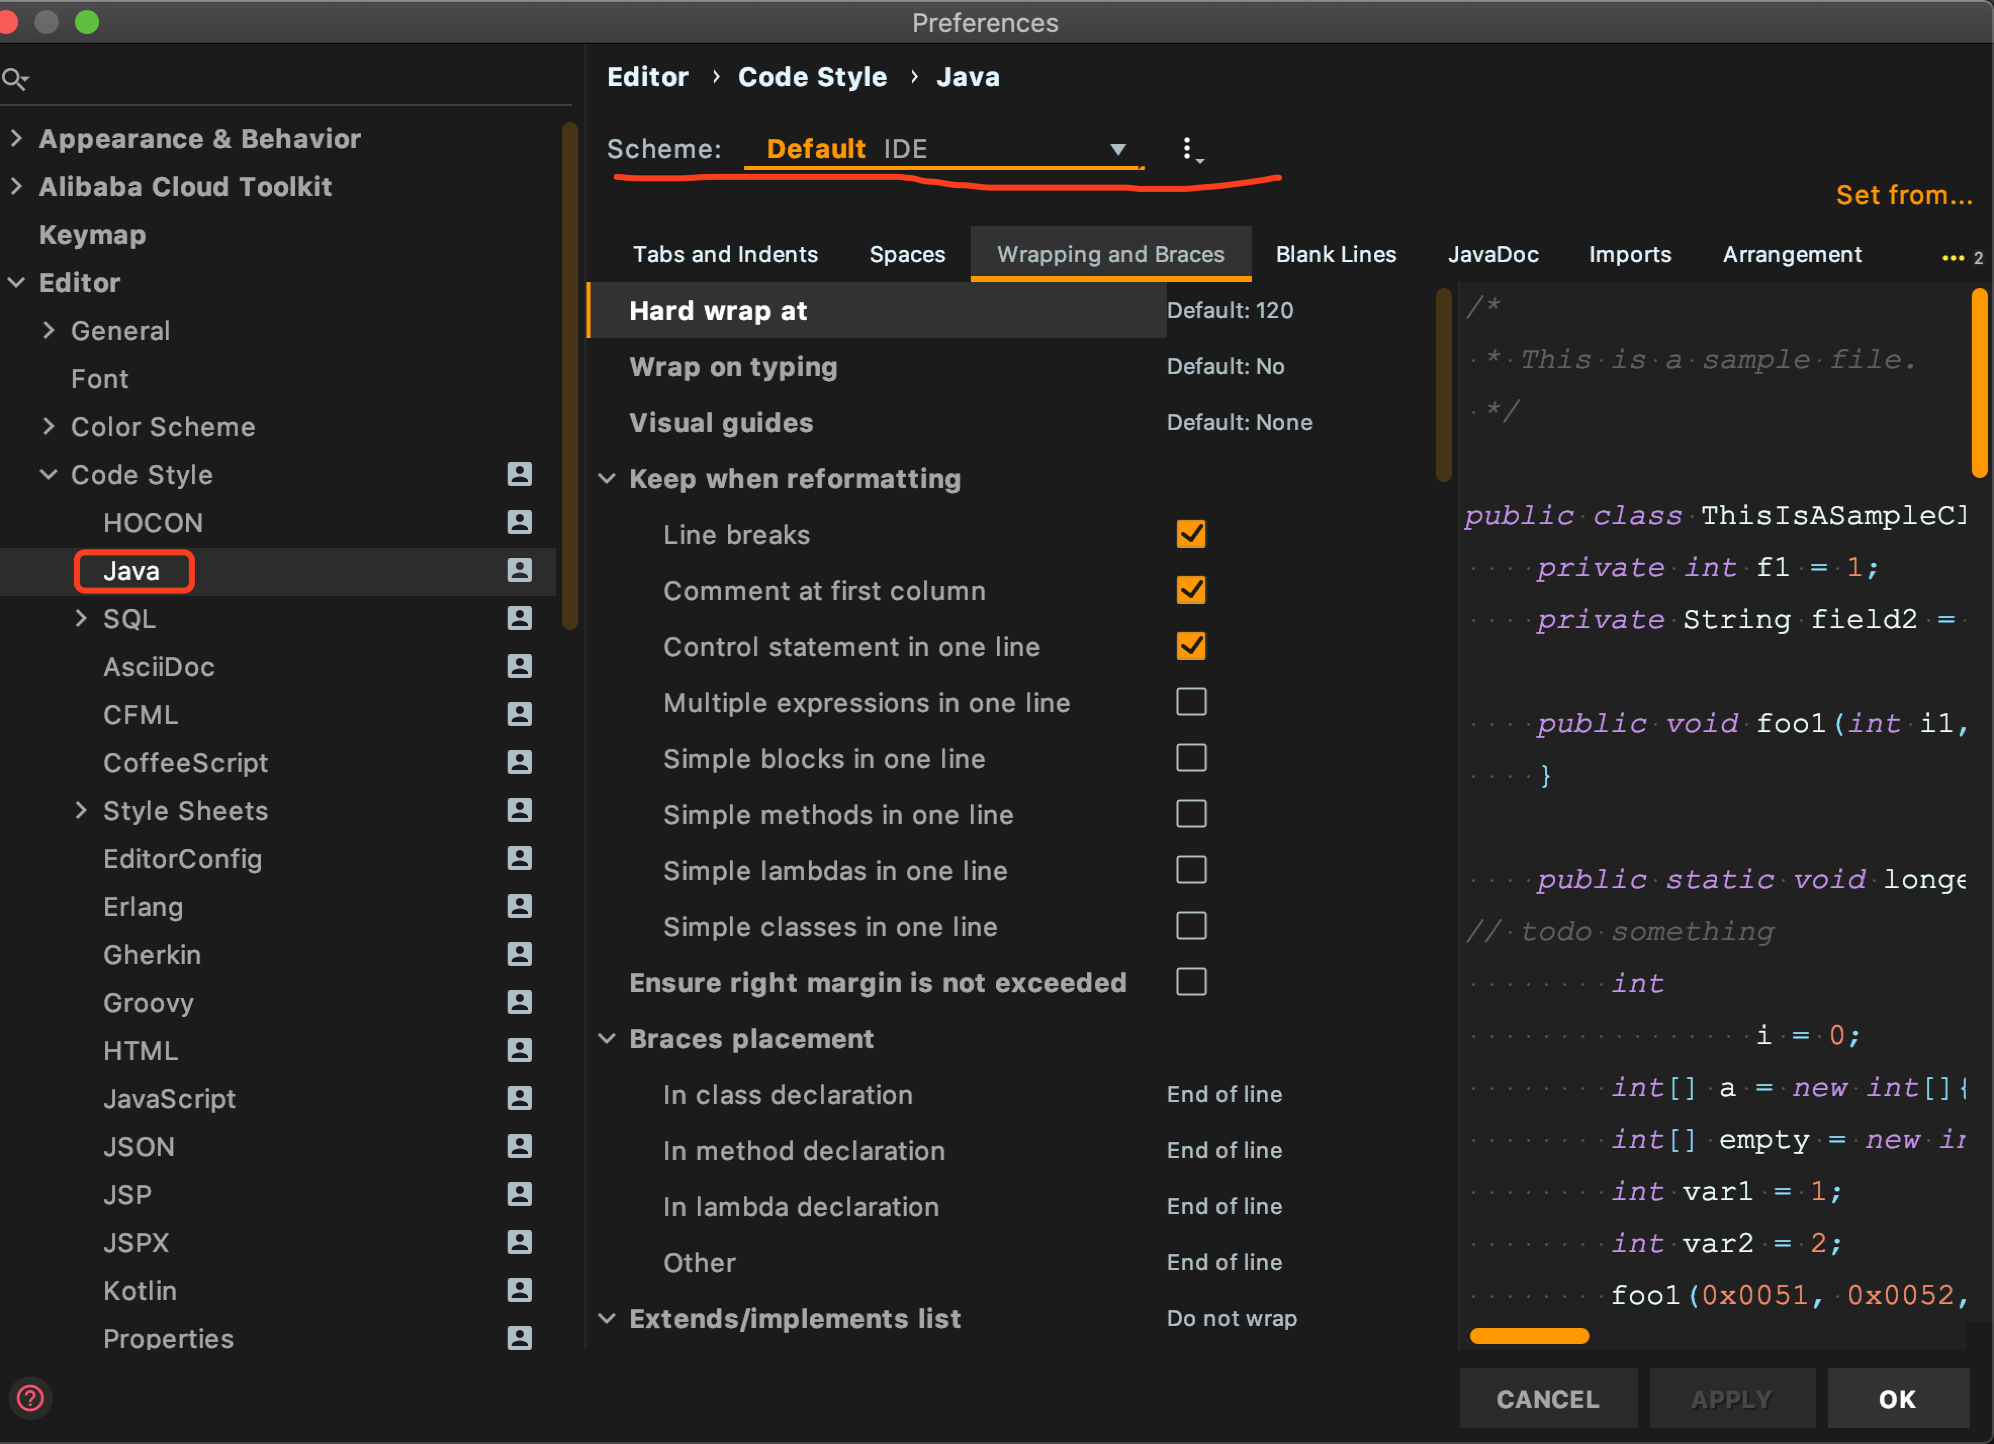 Preferences
Editor › Code Style › Java
Scheme: Default IDE
Set from...
Appearance & Behavior
Alibaba Cloud Toolkit
Keymap
Editor
General
Font
Color Scheme
Code Style
HOCON
Java
SQL
AsciiDoc
CFML
CoffeeScript
Style Sheets
EditorConfig
Erlang
Gherkin
Groovy
HTML
JavaScript
JSON
JSP
JSPX
Kotlin
Properties
Tabs and Indents Spaces Wrapping and Braces Blank Lines JavaDoc Imports Arrangement ••• 2
Hard wrap at Default: 120
Wrap on typing Default: No
Visual guides Default: None
Keep when reformatting
Line breaks
Comment at first column
Control statement in one line
Multiple expressions in one line
Simple blocks in one line
Simple methods in one line
Simple lambdas in one line
Simple classes in one line
Ensure right margin is not exceeded
Braces placement
In class declaration End of line
In method declaration End of line
In lambda declaration End of line
Other End of line
Extends/implements list Do not wrap
/*
* This is a sample file.
*/
public class ThisIsASampleCl
private int f1 = 1;
private String field2 =
public void foo1(int i1,
}
public static void longe
// todo something
int
i = 0;
int[] a = new int[]{
int[] empty = new in
int var1 = 1;
int var2 = 2;
foo1(0x0051, 0x0052,
?
CANCEL APPLY OK